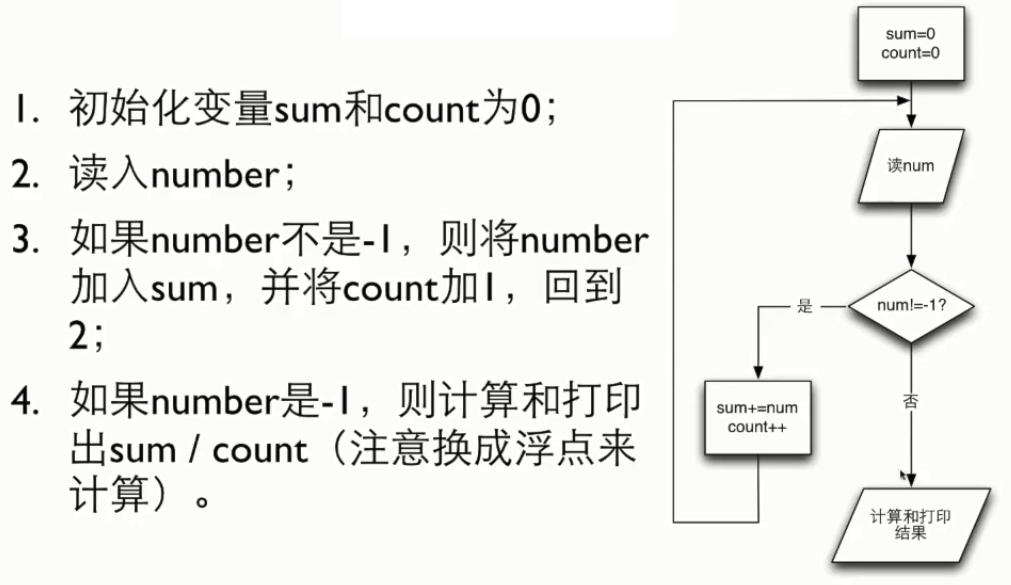 1. 初始化变量sum和count为0；
2. 读入number；
3. 如果number不是-1，则将number
加入sum，并将count加1，回到
2；
4. 如果number是-1，则计算和打印
出sum / count（注意换成浮点来
计算）。
sum=0
count=0
读num
num!=-1?
是
sum+=num
count++
否
计算和打印
结果